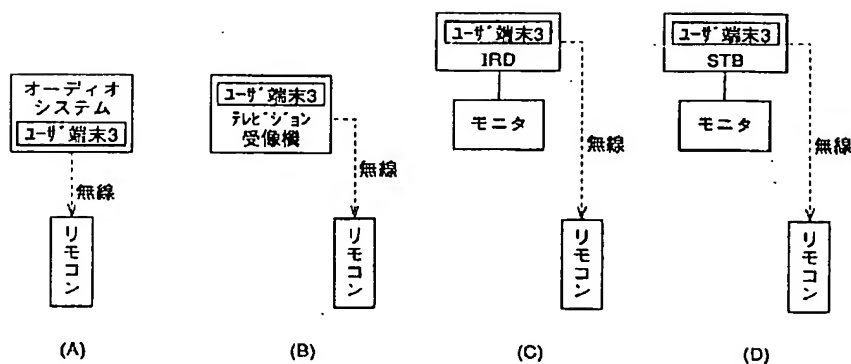 オーディオ
システム
ユーザ端末3
無線
リモコン
(A)
ユーザ端末3
テレビジョン
受像機
無線
リモコン
(B)
ユーザ端末3
IRD
モニタ
無線
リモコン
(C)
ユーザ端末3
STB
モニタ
無線
リモコン
(D)